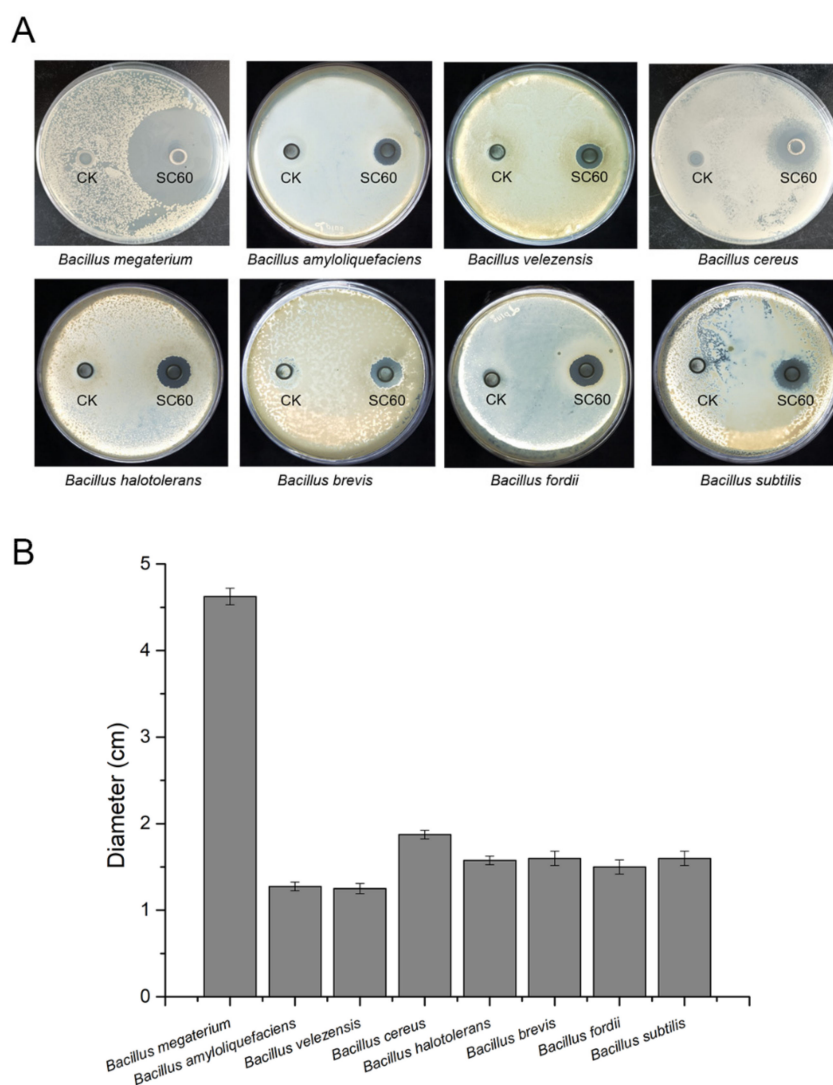 A
CK SC60
CK SC60
CK SC60
CK SC60
Bacillus megaterium
Bacillus amyloliquefaciens
Bacillus velezensis
Bacillus cereus
CK SC60
CK SC60
CK SC60
CK SC60
Bacillus halotolerans
Bacillus brevis
Bacillus fordii
Bacillus subtilis
B
5
4
3
2
1
0
Diameter (cm)
Bacillus megaterium
Bacillus amyloliquefaciens
Bacillus velezensis
Bacillus cereus
Bacillus halotolerans
Bacillus brevis
Bacillus fordii
Bacillus subtilis